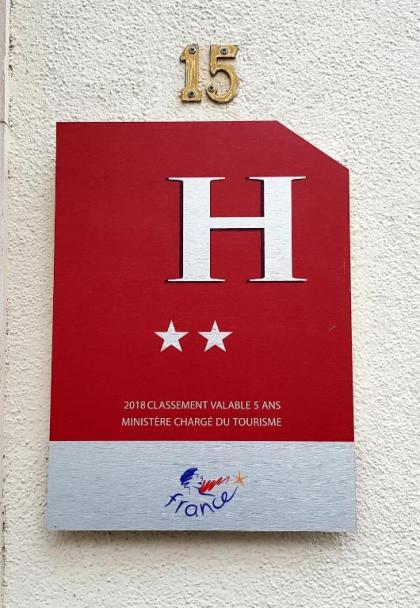 15
H
2018 CLASSEMENT VALABLE 5 ANS
MINISTÈRE CHARGÉ DU TOURISME
france